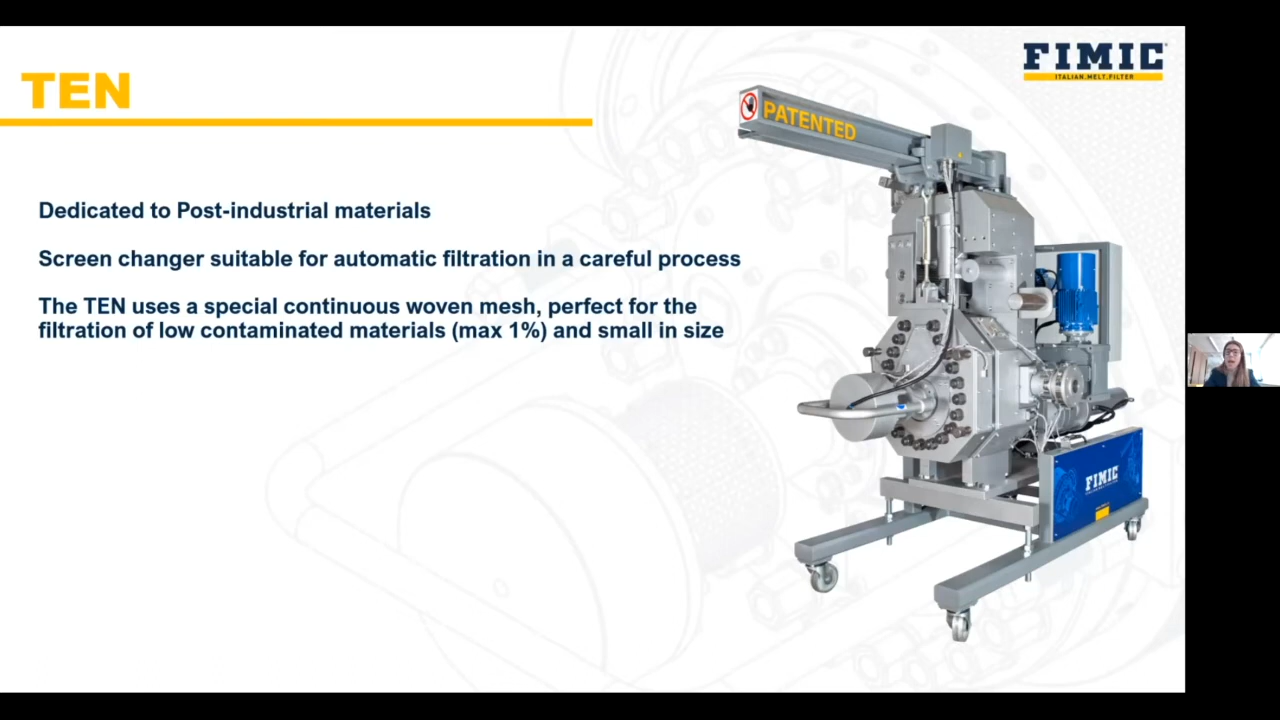 FIMIC
ITALIAN.MELT.FILTER
TEN
PATENTED
Dedicated to Post-industrial materials
Screen changer suitable for automatic filtration in a careful process
The TEN uses a special continuous woven mesh, perfect for the
filtration of low contaminated materials (max 1%) and small in size
FIMIC